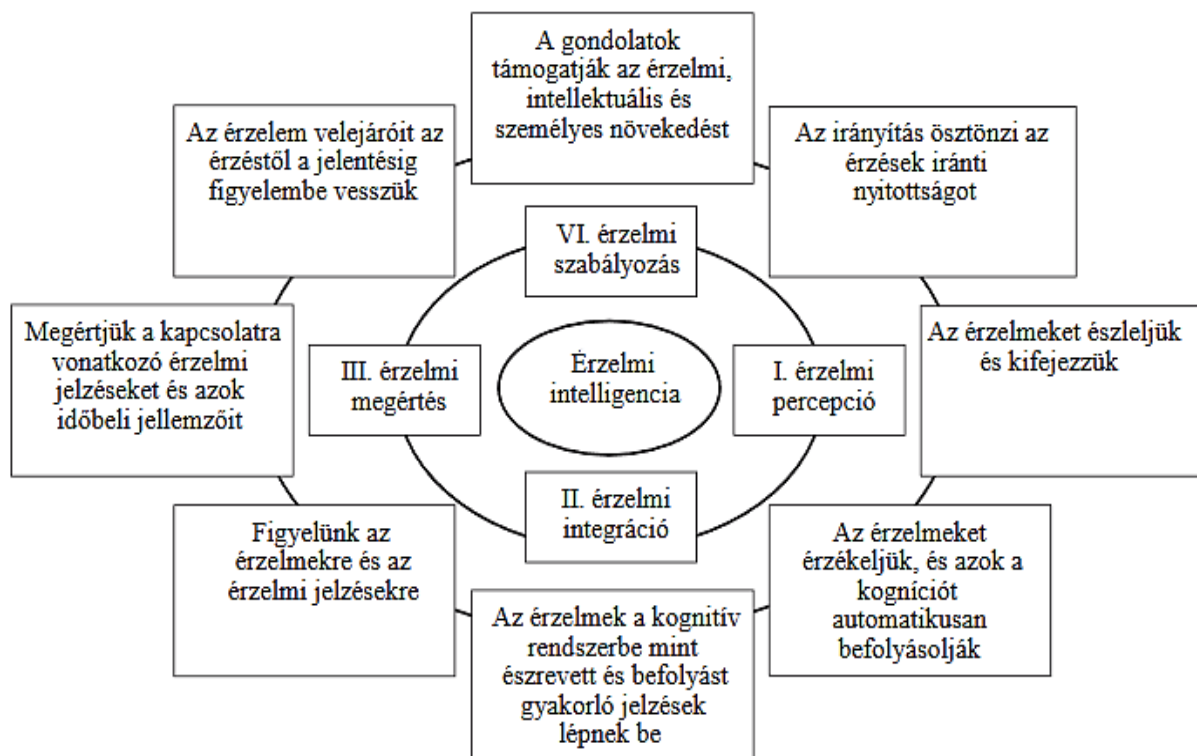 A gondolatok
támogatják az érzelmi,
intellektuális és
személyes növekedést
Az érzelem velejáróit az
érzéstől a jelentésig
figyelembe vesszük
Az irányítás ösztönzi az
érzések iránti
nyitottságot
VI. érzelmi
szabályozás
Megértjük a kapcsolatra
vonatkozó érzelmi
jelzéseket és azok
időbeli jellemzőit
III. érzelmi
megértés
Érzelmi
intelligencia
I. érzelmi
percepció
Az érzelmeket észleljük
és kifejezzük
II. érzelmi
integráció
Figyelünk az
érzelmekre és az
érzelmi jelzésekre
Az érzelmek a kognitív
rendszerbe mint
észrevett és befolyást
gyakorló jelzések
lépnek be
Az érzelmeket
érzékeljük, és azok a
kogníciót
automatikusan
befolyásolják